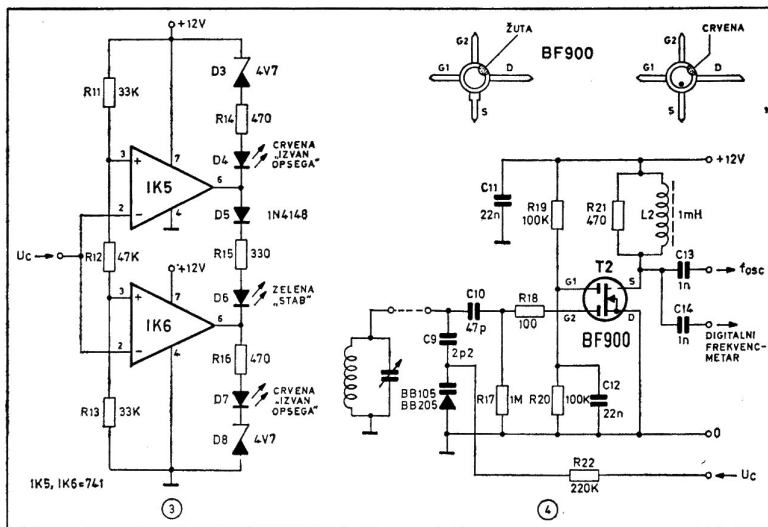 +12V
D3
4V7
R11
33K
R14
470
3
+
7
D4
CRVENA
„IZVAN
OPSEGA"
IK5
6
2
−
4
D5
1N4148
R12
47K
R15
330
Uc
+12V
3
+
7
D6
ZELENA
„STAB"
IK6
6
2
−
4
R16
470
R13
33K
D7
CRVENA
„IZVAN
OPSEGA"
D8
4V7
1K5, IK6=741
3
G2
ŽUTA
BF900
G1
D
S
G2
CRVENA
G1
D
S
+12V
C11
22n
R19
100K
R21
470
L2
1mH
T2
S
C13
1n
fosc
G1
C10
47p
R18
100
G2
D
BF900
C14
1n
DIGITALNI
FREKVENC-
METAR
C9
2p2
BB105
BB205
R17
1M
R20
100K
C12
22n
0
R22
220K
Uc
4